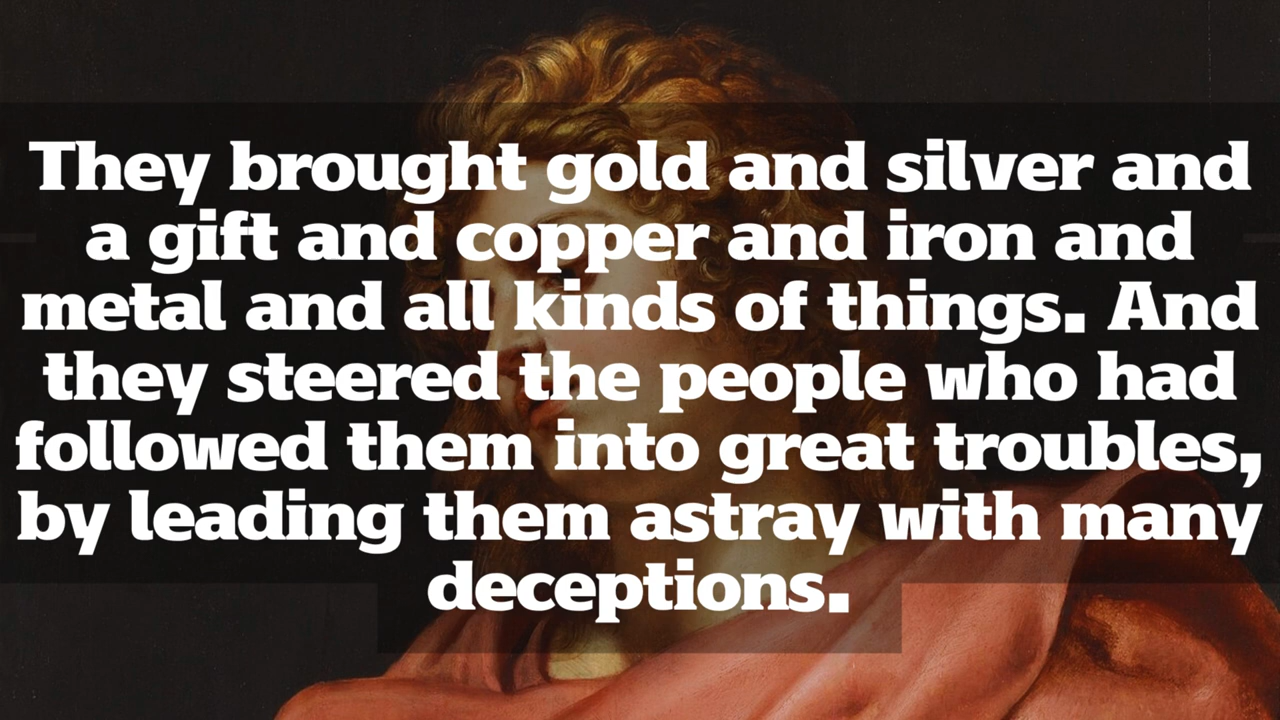 They brought gold and silver and
a gift and copper and iron and
metal and all kinds of things. And
they steered the people who had
followed them into great troubles,
by leading them astray with many
deceptions.